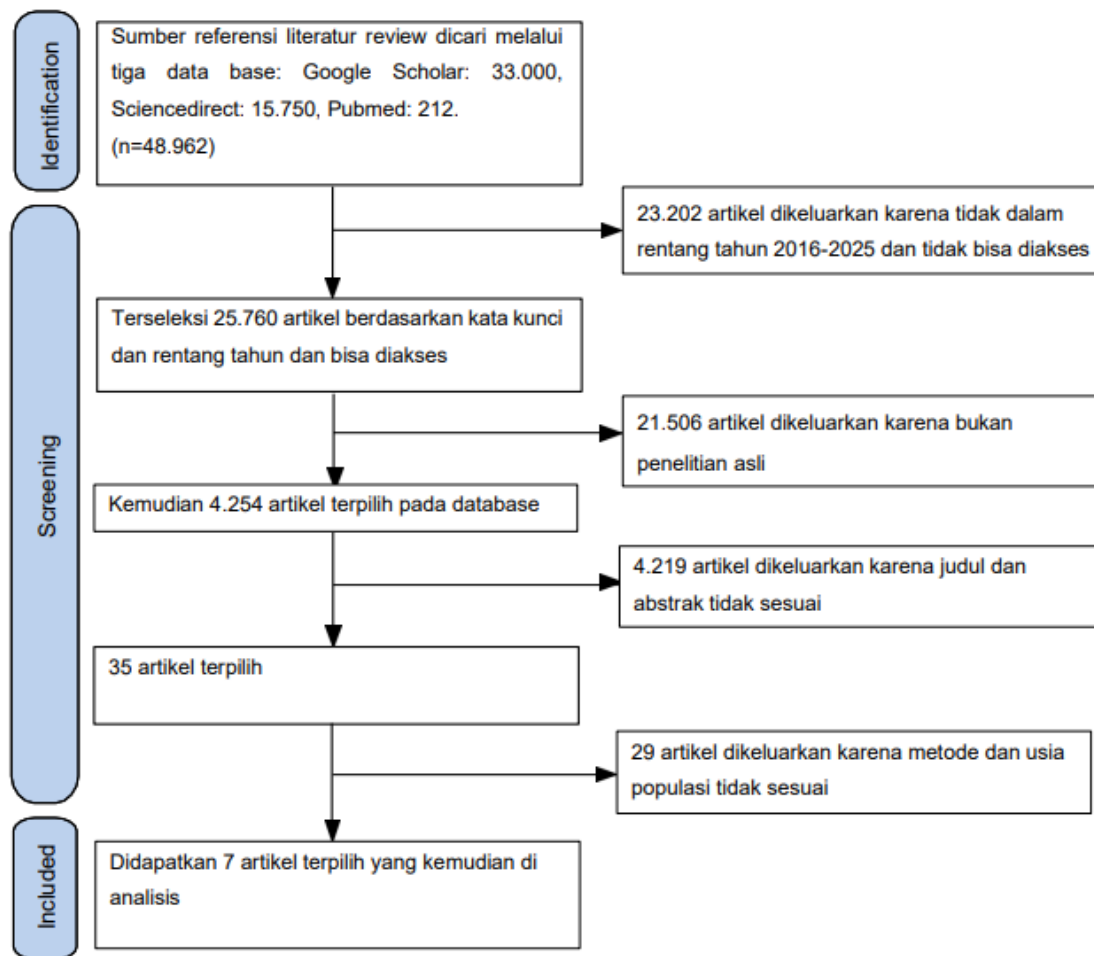 Identification
Sumber referensi literatur review dicari melalui
tiga data base: Google Scholar: 33.000,
Sciencedirect: 15.750, Pubmed: 212.
(n=48.962)
23.202 artikel dikeluarkan karena tidak dalam
rentang tahun 2016-2025 dan tidak bisa diakses
Screening
Terseleksi 25.760 artikel berdasarkan kata kunci
dan rentang tahun dan bisa diakses
21.506 artikel dikeluarkan karena bukan
penelitian asli
Kemudian 4.254 artikel terpilih pada database
4.219 artikel dikeluarkan karena judul dan
abstrak tidak sesuai
35 artikel terpilih
29 artikel dikeluarkan karena metode dan usia
populasi tidak sesuai
Included
Didapatkan 7 artikel terpilih yang kemudian di
analisis